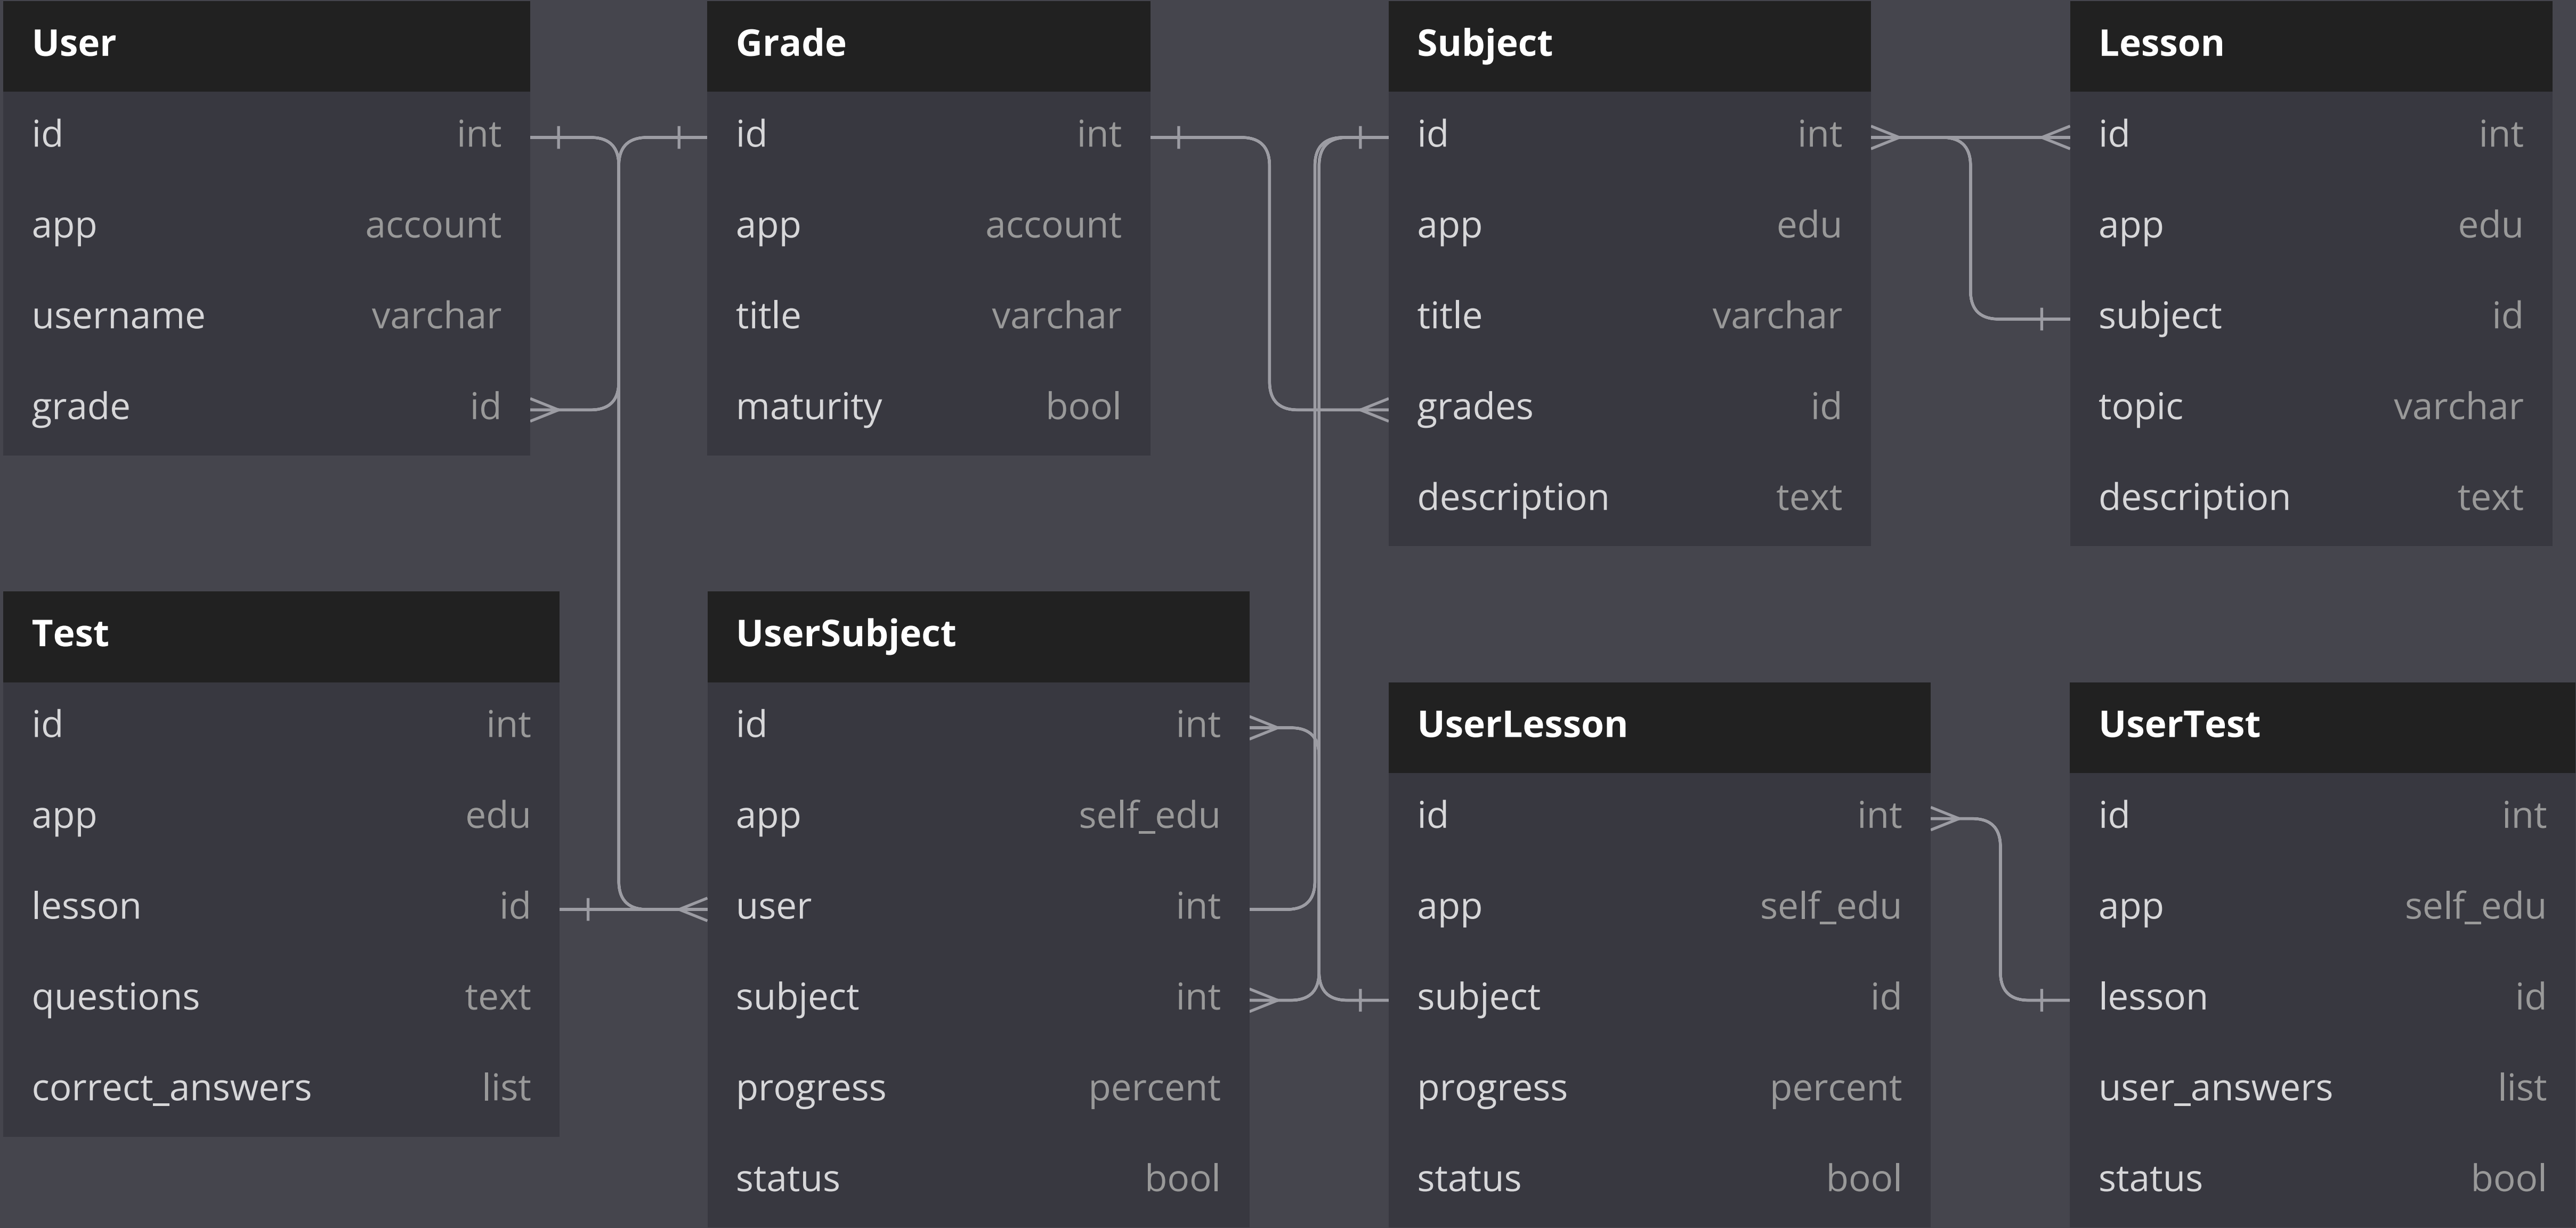 User
id int
app account
username varchar
grade id
Grade
id int
app account
title varchar
maturity bool
Subject
id int
app edu
title varchar
grades id
description text
Lesson
id int
app edu
subject id
topic varchar
description text
Test
id int
app edu
lesson id
questions text
correct_answers list
UserSubject
id int
app self_edu
user int
subject int
progress percent
status bool
UserLesson
id int
app self_edu
subject id
progress percent
status bool
UserTest
id int
app self_edu
lesson id
user_answers list
status bool